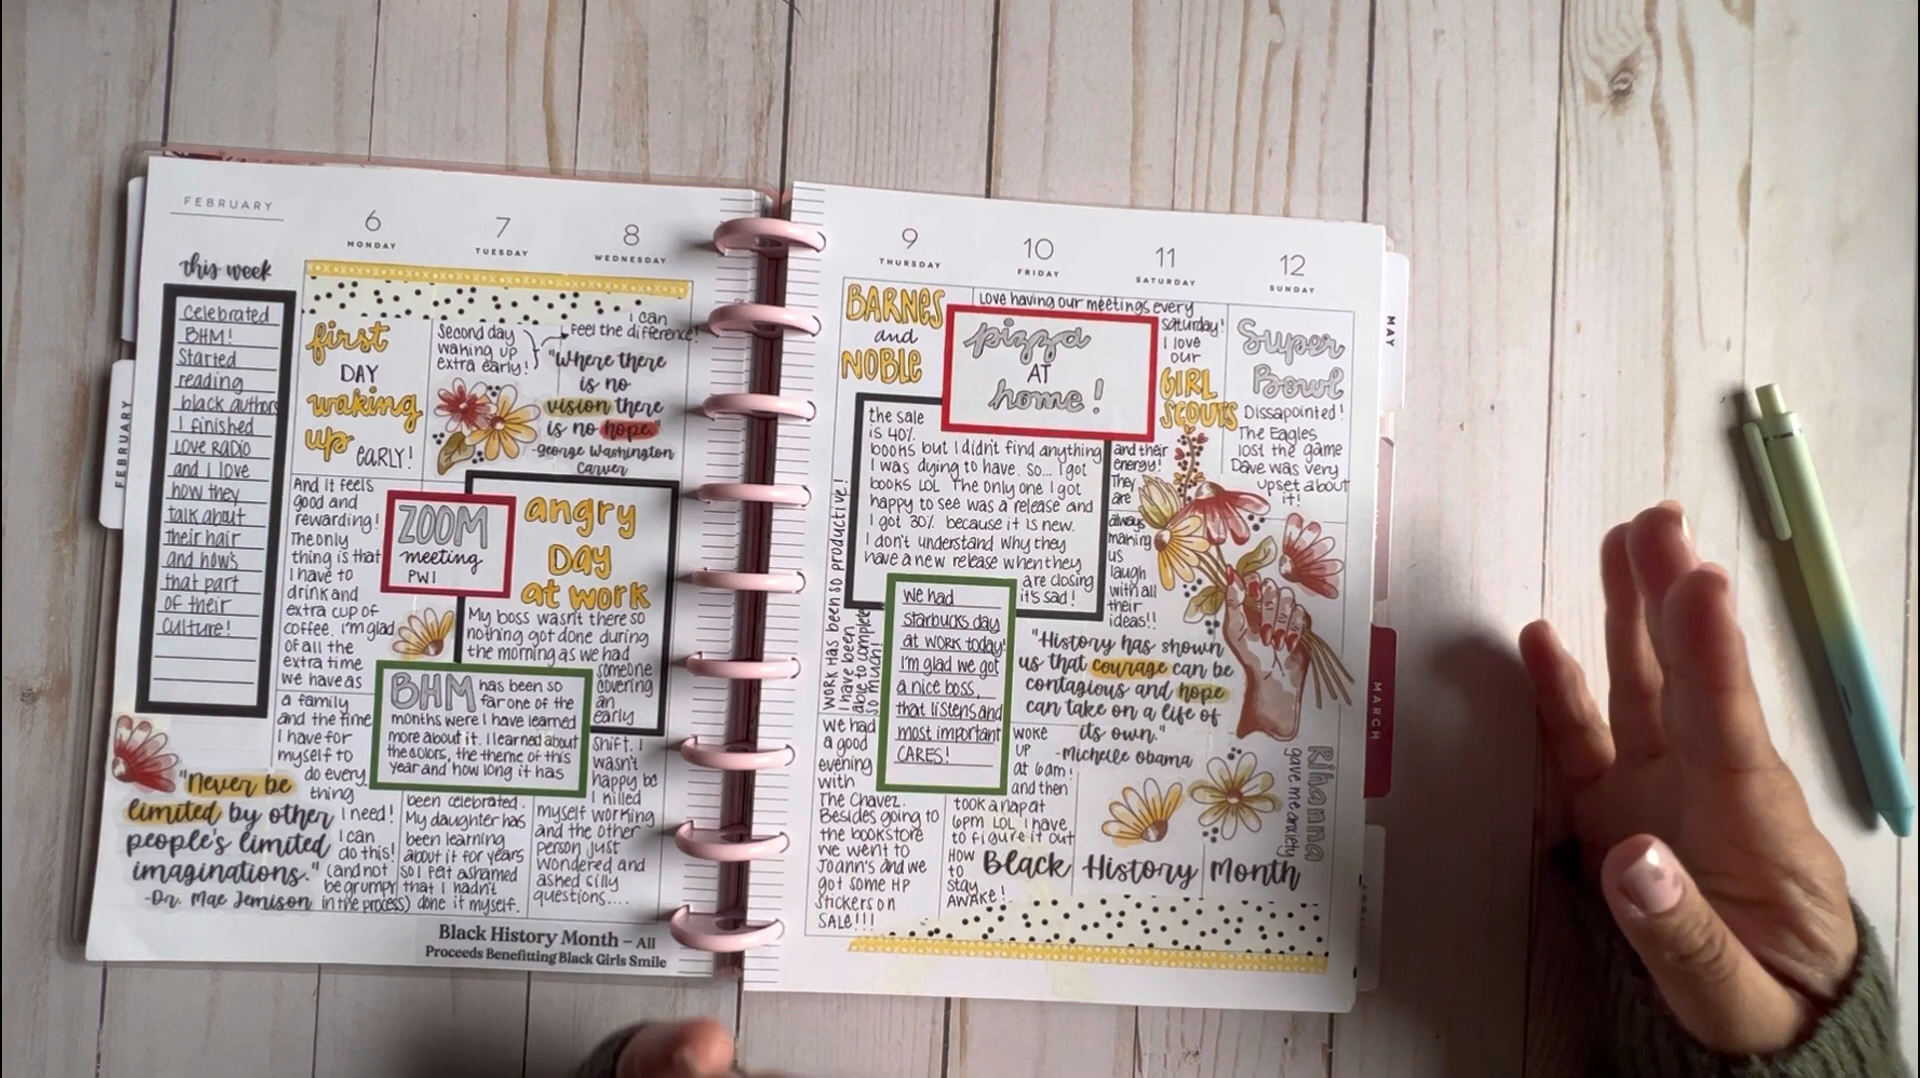 FEBRUARY
6
MONDAY
7
TUESDAY
8
WEDNESDAY
this week
Celebrated
BHM!
Started
reading
black authors
I finished
LOVE RADIO
and I love
how they
talk about
their hair
and how's
that part
of their
culture!
"Never be
limited by other
people's limited
imaginations."
-Dr. Mae Jemison
first
DAY
waking
up EARLY!
And it feels
good and
rewarding!
The only
thing is that
I have to
drink and
extra cup of
coffee. I'm glad
of all the
extra time
we have as
a family
and the time
I have for
myself to
do every
thing
I need!
I can
do this!
(and not
be grumpy
in the process)
Second day
waking up
extra early!
I can
feel the difference!
"Where there
is no
vision there
is no hope."
-George Washington
Carver
ZOOM
meeting
PWI
angry
Day
at work
My boss wasn't there so
nothing got done during
the morning as we had
someone
covering
an
early
shift. I
wasn't
happy bc
I killed
myself working
and the other
person just
wondered and
asked silly
questions....
BHM has been so
far one of the
months were I have learned
more about it. I learned about
the colors, the theme of this
year and how long it has
been celebrated.
My daughter has
been learning
about it for years
so I felt ashamed
that I hadn't
done it myself.
Black History Month – All
Proceeds Benefitting Black Girls Smile
FEBRUARY
9
THURSDAY
10
FRIDAY
11
SATURDAY
12
SUNDAY
BARNES
and
NOBLE
the sale
is 40%
books but I didn't find anything
I was dying to have. so... I got
books LOL The only one I got
happy to see was a release and
I got 30% because it is new.
I don't understand why they
have a new release when they
are closing
it's sad!
work has been so productive!
I have been
able to complete
so much!
we had
a good
evening
with
The Chavez.
Besides going to
the bookstore
we went to
Joann's and we
got some HP
stickers on
SALE!!!
pizza
AT
home!
we had
starbucks day
at work today!
I'm glad we got
a nice boss
that listens and
most important
CARES!
woke
up
at 6am!
and then
took a nap at
6pm LOL I have
to figure it out
HOW
to
stay
AWAKE!
Love having our meetings every
Saturday!
I love
our
GIRL
SCOUTS
and their
energy!
They
are
always
making
us
laugh
with all
their
ideas!!
"History has shown
us that courage can be
contagious and hope
can take on a life of
its own."
-Michelle Obama
Super
Bowl
Dissapointed!
The Eagles
lost the game
Dave was very
upset about
it!
Rihanna
gave me anxiety
Black History Month
MAY
MARCH